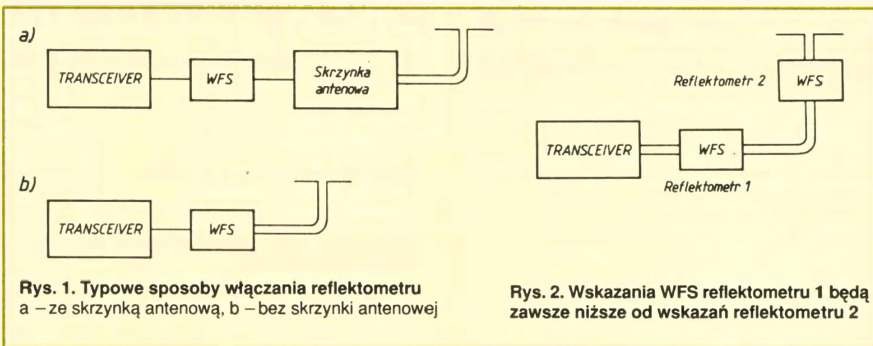 a)
TRANSCEIVER
WFS
Skrzynka
antenowa
b)
TRANSCEIVER
WFS
Rys. 1. Typowe sposoby włączania reflektometru
a – ze skrzynką antenową, b – bez skrzynki antenowej
Reflektometr 2
WFS
TRANSCEIVER
WFS
Reflektometr 1
Rys. 2. Wskazania WFS reflektometru 1 będą
zawsze niższe od wskazań reflektometru 2